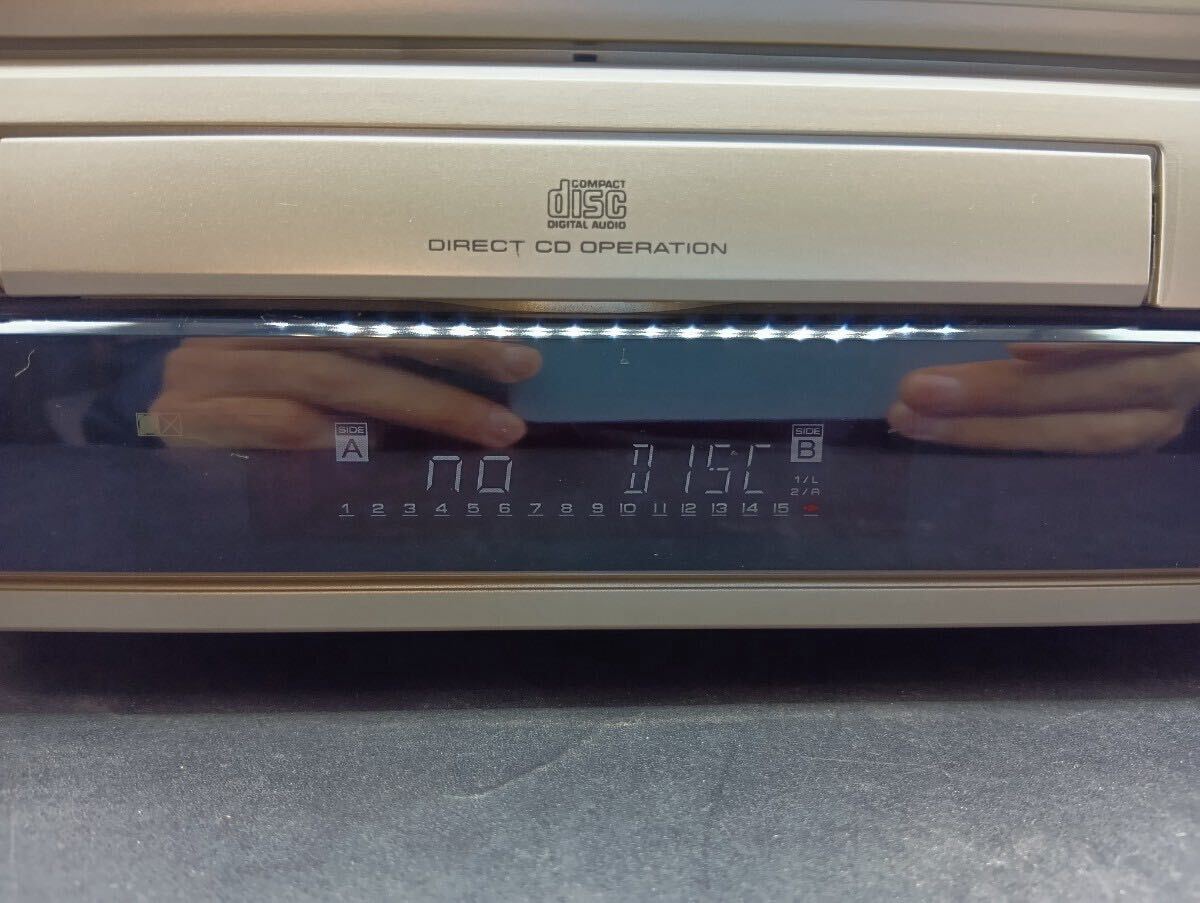 COMPACT
disc
DIGITAL AUDIO
DIRECT CD OPERATION
SIDE A
SIDE B
no DISC
1/L
2/R
1 2 3 4 5 6 7 8 9 10 11 12 13 14 15